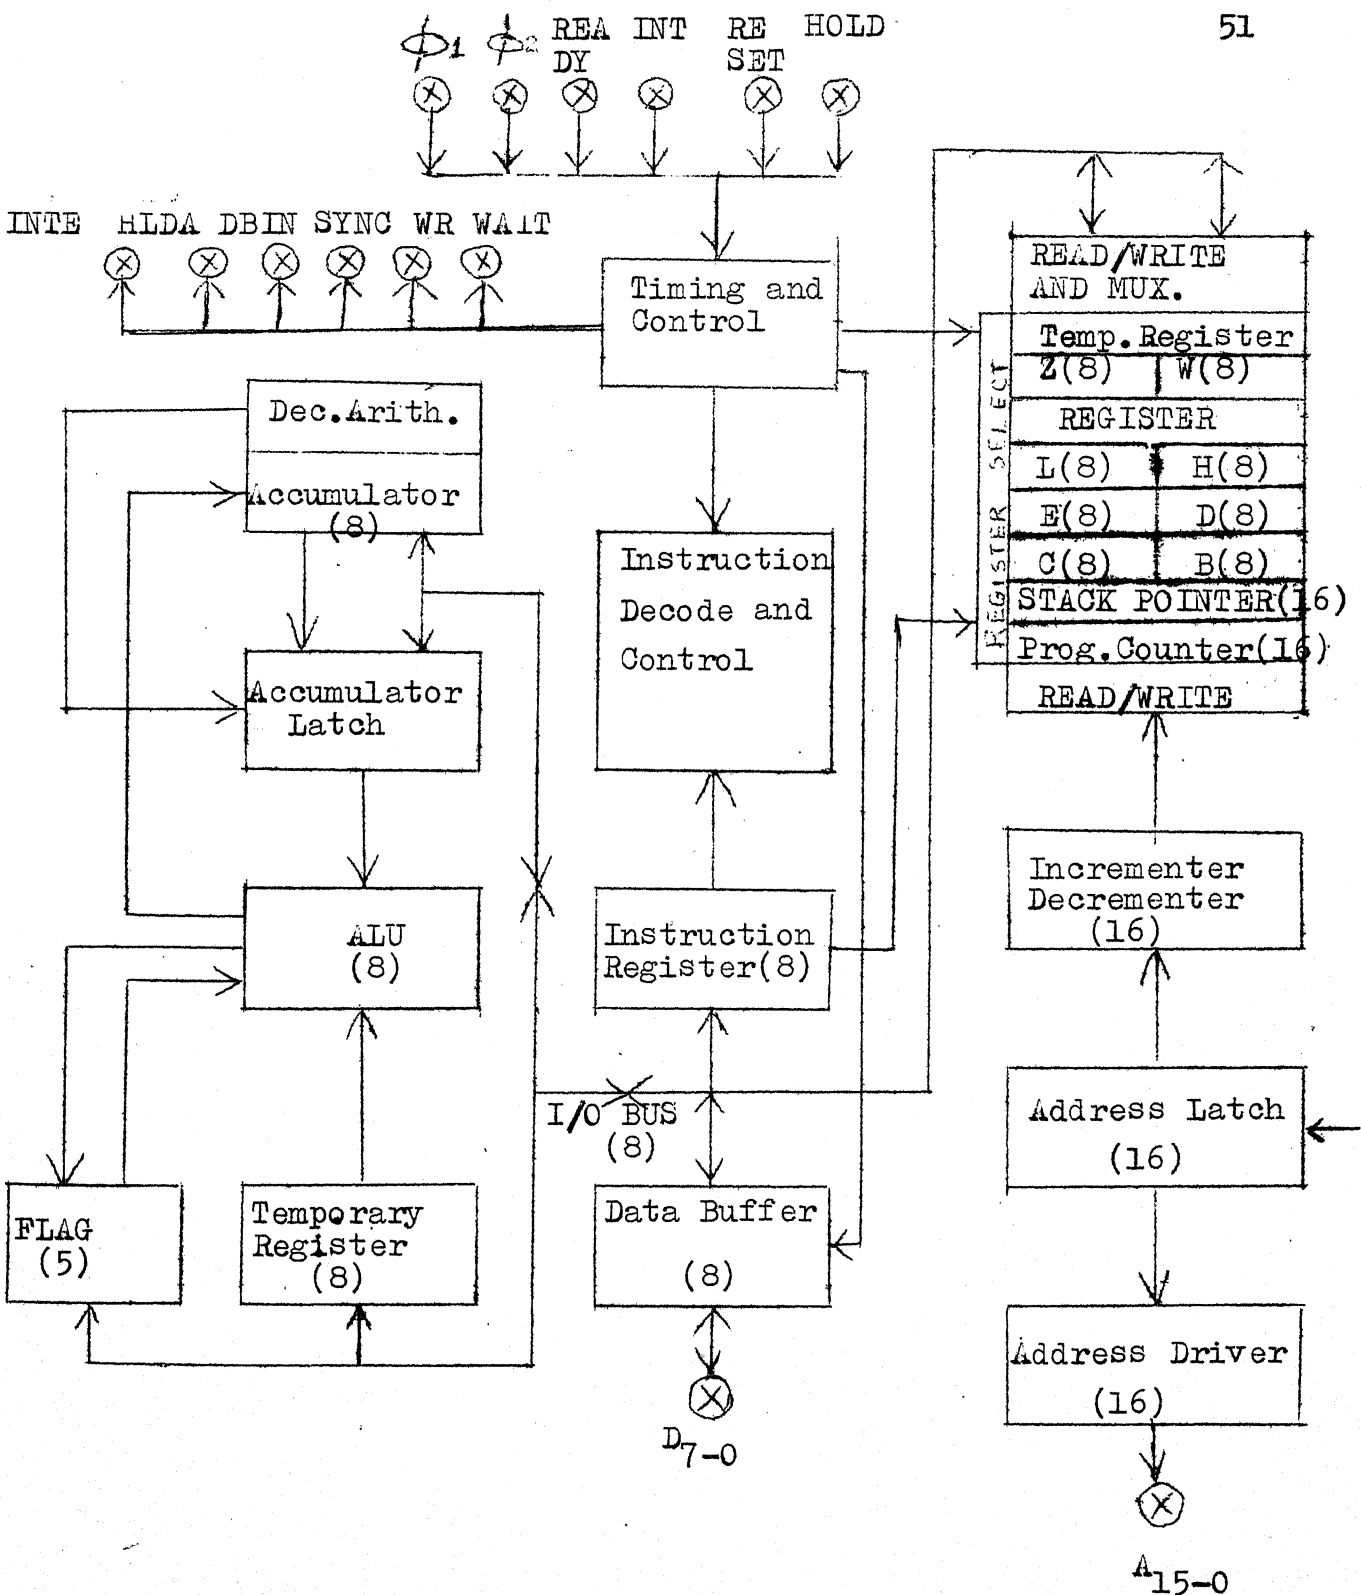 51
ϕ1 ϕ2 REA INT RE HOLD
DY SET
INTE HLDA DBIN SYNC WR WAIT
Timing and
Control
READ/WRITE
AND MUX.
Temp.Register
Z(8) W(8)
REGISTER
L(8) H(8)
E(8) D(8)
C(8) B(8)
STACK POINTER(16)
Prog.Counter(16)
READ/WRITE
REGISTER SELECT
Dec.Arith.
Accumulator
(8)
Instruction
Decode and
Control
Accumulator
Latch
Incrementer
Decrementer
(16)
ALU
(8)
Instruction
Register(8)
I/O BUS
(8)
Address Latch
(16)
FLAG
(5)
Temporary
Register
(8)
Data Buffer
(8)
Address Driver
(16)
D7-0
A15-0